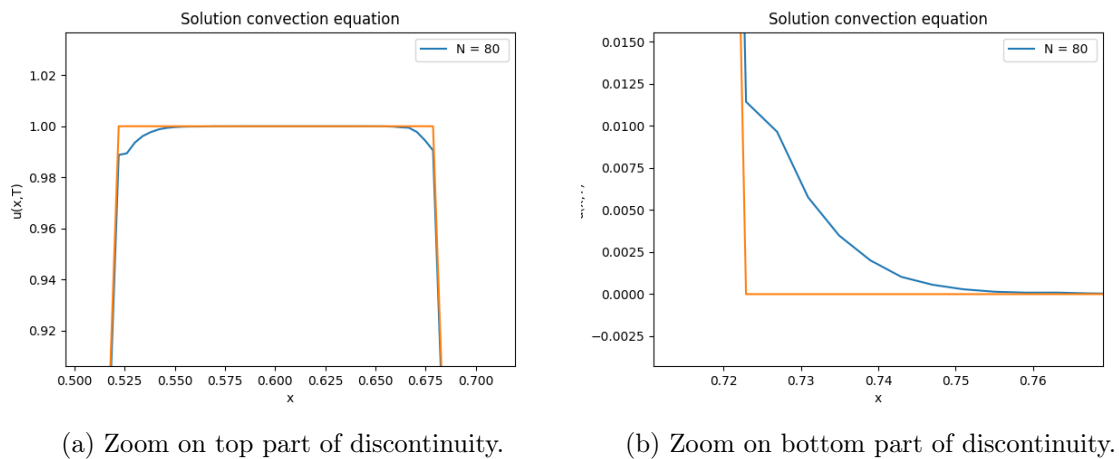 Solution convection equation
N = 80
1.02
1.00
0.98
0.96
0.94
0.92
u(x,T)
0.500 0.525 0.550 0.575 0.600 0.625 0.650 0.675 0.700
x
(a) Zoom on top part of discontinuity.
Solution convection equation
N = 80
0.0150
0.0125
0.0100
0.0075
0.0050
0.0025
0.0000
−0.0025
0.72 0.73 0.74 0.75 0.76
x
(b) Zoom on bottom part of discontinuity.